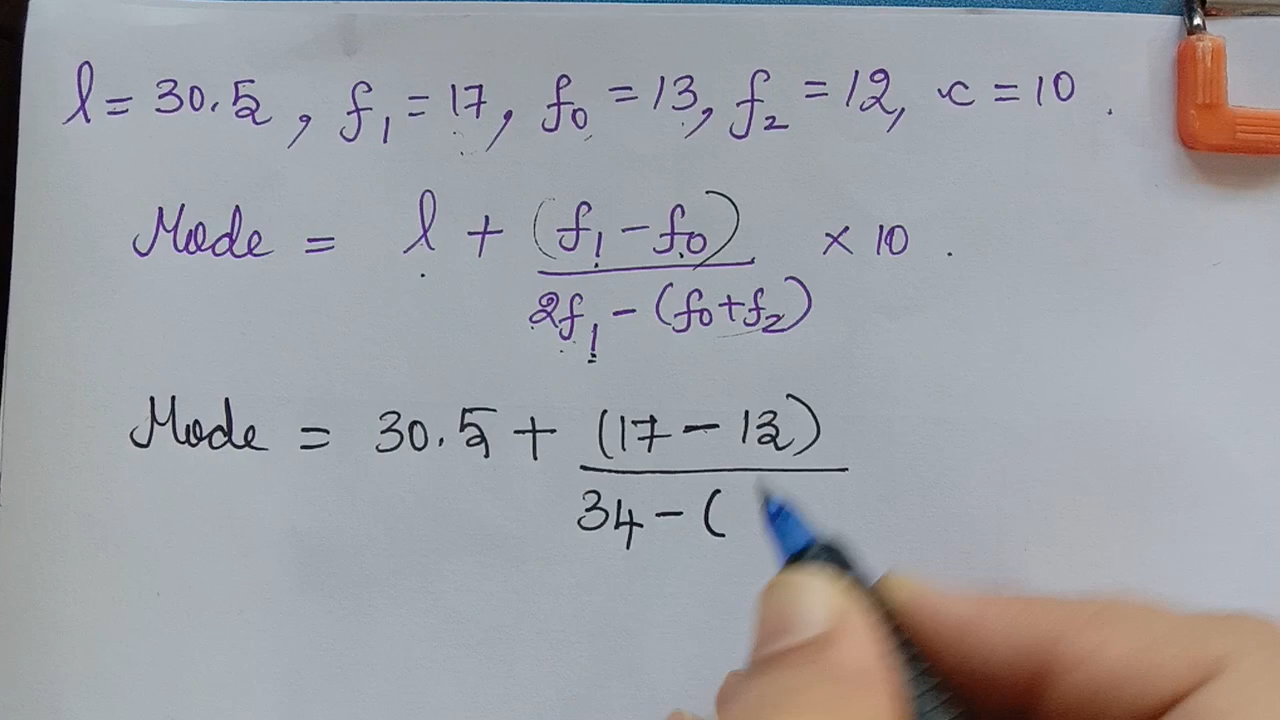 l = 30.5, f₁ = 17, f₀ = 13, f₂ = 12, c = 10.
Mode = l + (f₁ - f₀) / 2f₁ - (f₀+f₂) × 10.
Mode = 30.5 + (17 - 13) / 34 - (